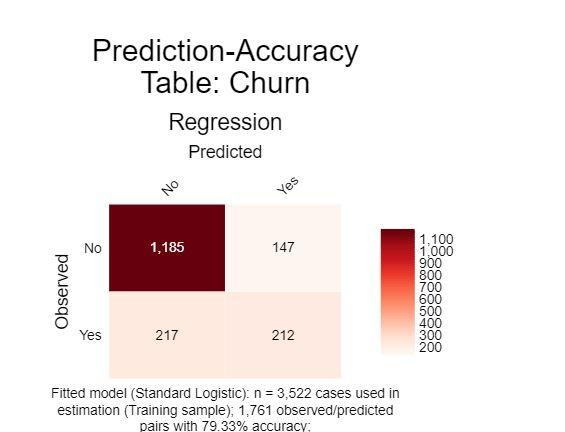 Prediction-Accuracy
Table: Churn
Regression
Predicted
No Yes
No 1,185 147
Observed
Yes 217 212
1,100
1,000
900
800
700
600
500
400
300
200
Fitted model (Standard Logistic): n = 3,522 cases used in
estimation (Training sample); 1,761 observed/predicted
pairs with 79.33% accuracy;